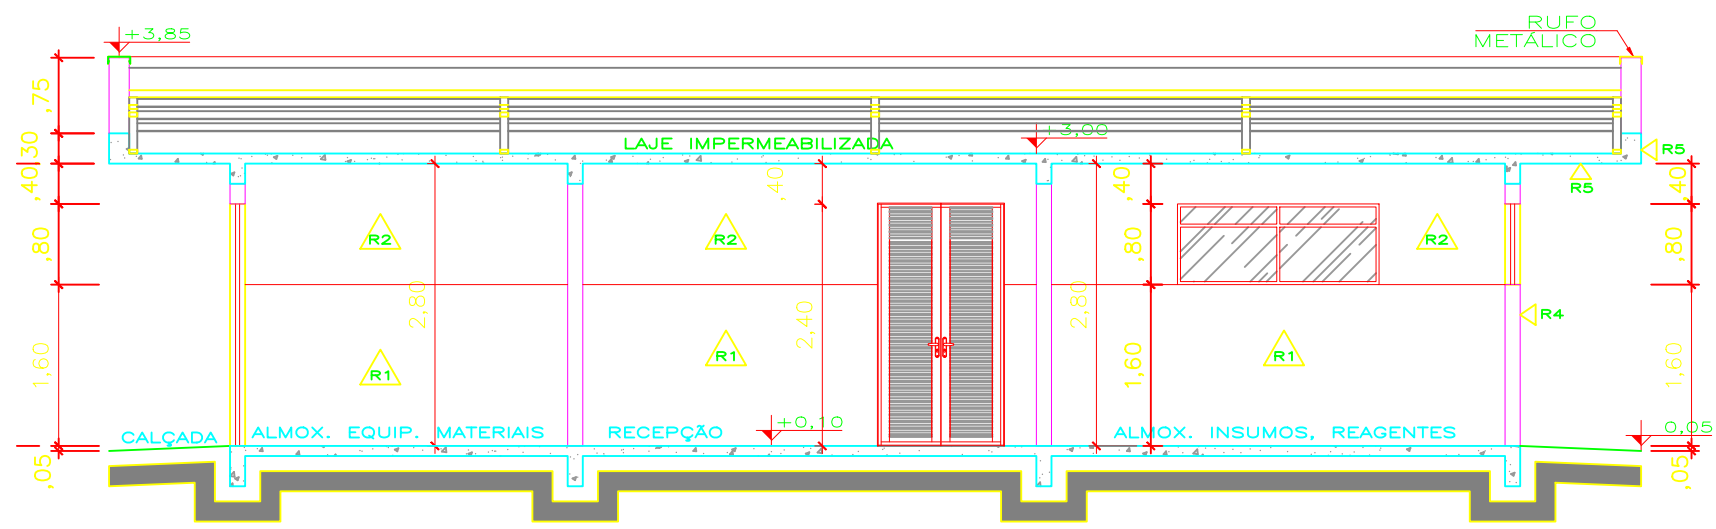 RUFO
METÁLICO
+3,85
,75
LAJE IMPERMEABILIZADA
+3,00
,30
R5
R5
,40
,40
,40
,40
R2
R2
R2
,80
,80
,80
2,80
2,40
2,80
R4
1,60
R1
R1
1,60
R1
1,60
CALÇADA
ALMOX. EQUIP. MATERIAIS
RECEPÇÃO
+0,10
ALMOX. INSUMOS, REAGENTES
0,05
,05
,05